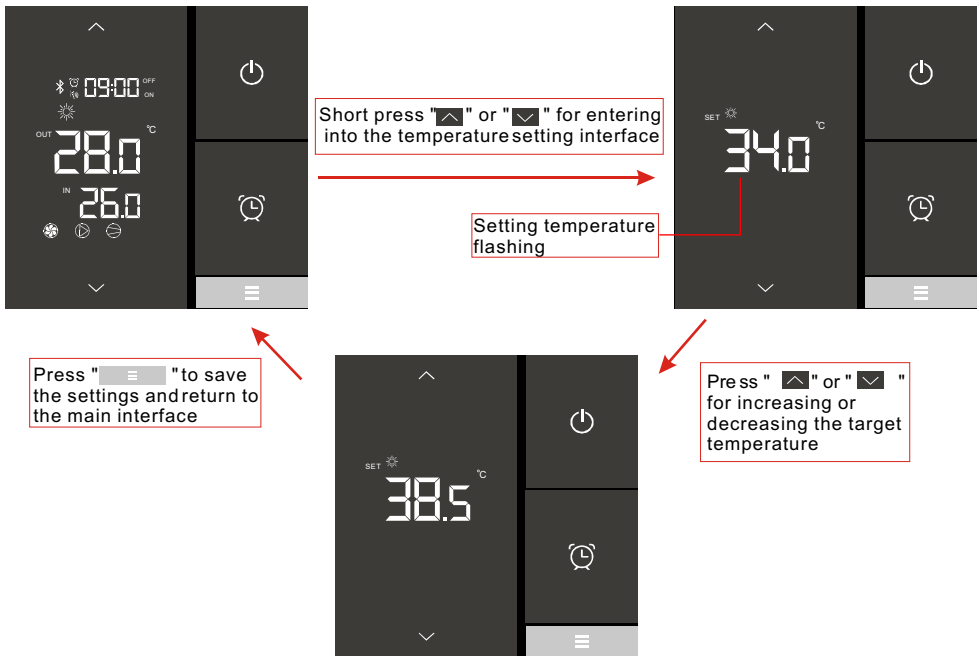 09:00 OFF
ON
OUT 28.0 °C
IN
26.0
Short press " " or " " for entering
into the temperature setting interface
SET
34.0 °C
Setting temperature
flashing
Press " " to save
the settings and return to
the main interface
SET
38.5 °C
Press " " or " "
for increasing or
decreasing the target
temperature